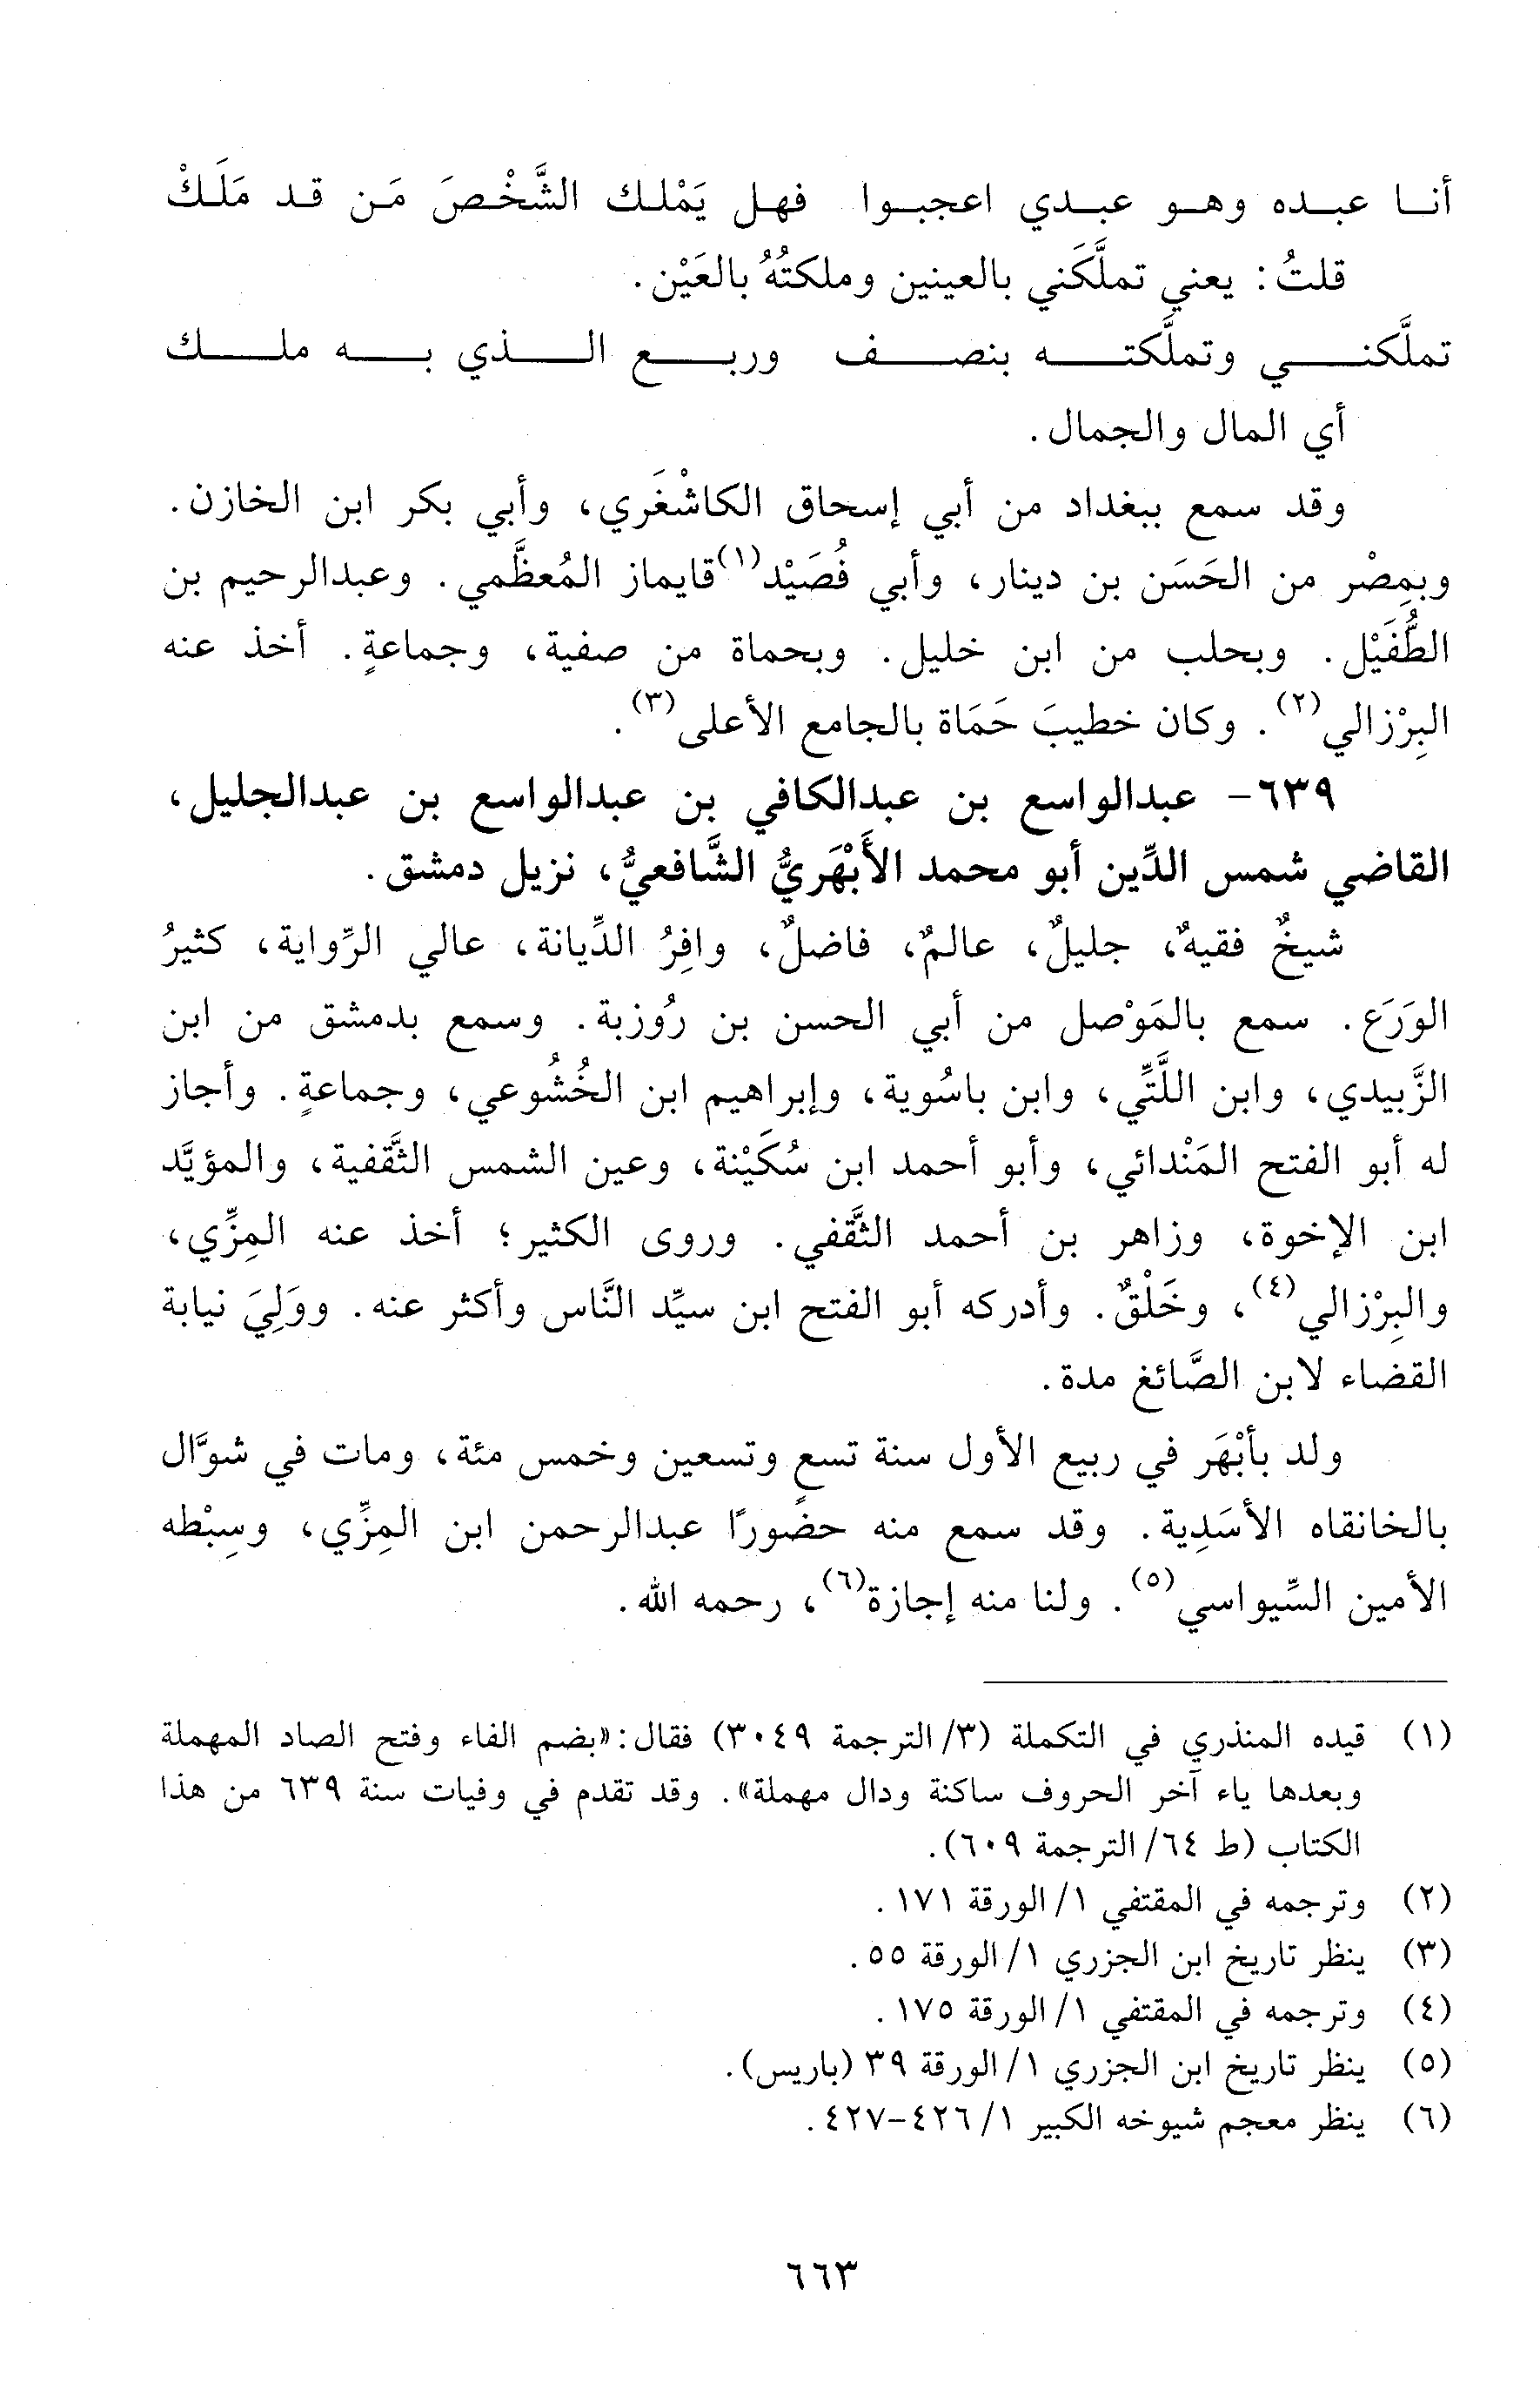 أنا عبده وهو عبدي اعجبوا فهل يَمْلك الشَّخْصَ مَن قد مَلَكْ
قلتُ: يعني تملَّكَني بالعينين وملكتُهُ بالعَيْن.
تملَّكني وتملَّكته بنصف وربع الذي به ملك
أي المال والجمال.
وقد سمع ببغداد من أبي إسحاق الكاشْغَري، وأبي بكر ابن الخازن.
وبمِصْر من الحَسَن بن دينار، وأبي فُصَيْد(١) قايماز المُعظَّمي. وعبدالرحيم بن
الطُّفَيْل. وبحلب من ابن خليل. وبحماة من صفية، وجماعةٍ. أخذ عنه
البِرْزالي(٢). وكان خطيبَ حَمَاة بالجامع الأعلى(٣).
٦٣٩- عبدالواسع بن عبدالكافي بن عبدالواسع بن عبدالجليل،
القاضي شمس الدِّين أبو محمد الأَبْهَريُّ الشَّافعيُّ، نزيل دمشق.
شيخٌ فقيهٌ، جليلٌ، عالمٌ، فاضلٌ، وافِرُ الدِّيانة، عالي الرِّواية، كثيرُ
الوَرَع. سمع بالمَوْصل من أبي الحسن بن رُوزبة. وسمع بدمشق من ابن
الزَّبيدي، وابن اللَّتِّي، وابن باسُوية، وإبراهيم ابن الخُشُوعي، وجماعةٍ. وأجاز
له أبو الفتح المَنْدائي، وأبو أحمد ابن سُكَيْنة، وعين الشمس الثَّقفية، والمؤيَّد
ابن الإخوة، وزاهر بن أحمد الثَّقفي. وروى الكثير؛ أخذ عنه المِزِّي،
والبِرْزالي(٤)، وخَلْقٌ. وأدركه أبو الفتح ابن سيِّد النَّاس وأكثر عنه. ووَلِيَ نيابة
القضاء لابن الصَّائغ مدة.
ولد بأبْهَر في ربيع الأول سنة تسعٍ وتسعين وخمس مئة، ومات في شوَّال
بالخانقاه الأسَدِية. وقد سمع منه حضُورًا عبدالرحمن ابن المِزِّي، وسِبْطه
الأمين السِّيواسي(٥). ولنا منه إجازة(٦)، رحمه الله.
(١) قيده المنذري في التكملة (٣/ الترجمة ٣٠٤٩) فقال: «بضم الفاء وفتح الصاد المهملة
وبعدها ياء آخر الحروف ساكنة ودال مهملة». وقد تقدم في وفيات سنة ٦٣٩ من هذا
الكتاب (ط ٦٤/ الترجمة ٦٠٩).
(٢) وترجمه في المقتفي ١/ الورقة ١٧١.
(٣) ينظر تاريخ ابن الجزري ١/ الورقة ٥٥.
(٤) وترجمه في المقتفي ١/ الورقة ١٧٥.
(٥) ينظر تاريخ ابن الجزري ١/ الورقة ٣٩ (باريس).
(٦) ينظر معجم شيوخه الكبير ١/ ٤٢٦-٤٢٧.
٦٦٣